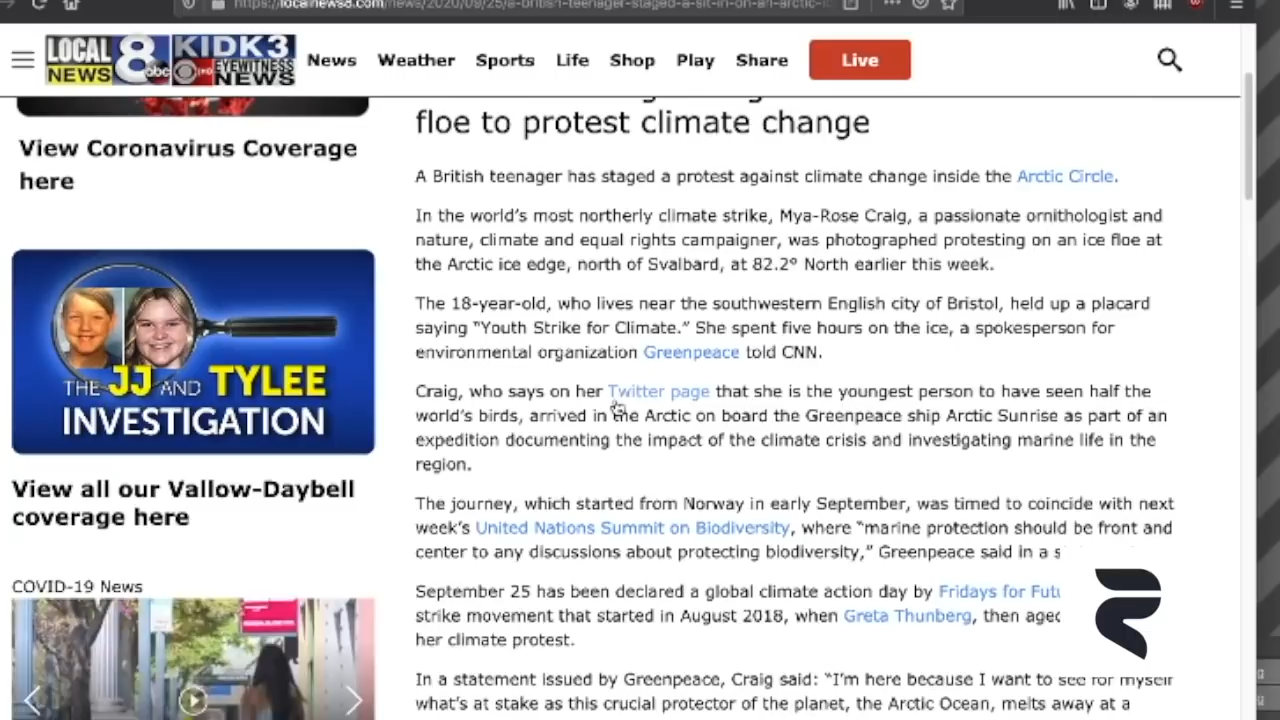 https://localnews8.com/news/2020/09/25/a-british-teenager-staged-a-sit-in-on-an-arctic-i
LOCAL NEWS 8 abc KIDK3 EYEWITNESS NEWS
News Weather Sports Life Shop Play Share Live
floe to protest climate change
View Coronavirus Coverage
here
THE JJ AND TYLEE
INVESTIGATION
View all our Vallow-Daybell
coverage here
COVID-19 News
A British teenager has staged a protest against climate change inside the Arctic Circle.
In the world’s most northerly climate strike, Mya-Rose Craig, a passionate ornithologist and
nature, climate and equal rights campaigner, was photographed protesting on an ice floe at
the Arctic ice edge, north of Svalbard, at 82.2° North earlier this week.
The 18-year-old, who lives near the southwestern English city of Bristol, held up a placard
saying “Youth Strike for Climate.” She spent five hours on the ice, a spokesperson for
environmental organization Greenpeace told CNN.
Craig, who says on her Twitter page that she is the youngest person to have seen half the
world’s birds, arrived in the Arctic on board the Greenpeace ship Arctic Sunrise as part of an
expedition documenting the impact of the climate crisis and investigating marine life in the
region.
The journey, which started from Norway in early September, was timed to coincide with next
week’s United Nations Summit on Biodiversity, where “marine protection should be front and
center to any discussions about protecting biodiversity,” Greenpeace said in a s
September 25 has been declared a global climate action day by Fridays for Futu
strike movement that started in August 2018, when Greta Thunberg, then aged
her climate protest.
In a statement issued by Greenpeace, Craig said: “I’m here because I want to see for myself
what’s at stake as this crucial protector of the planet, the Arctic Ocean, melts away at a